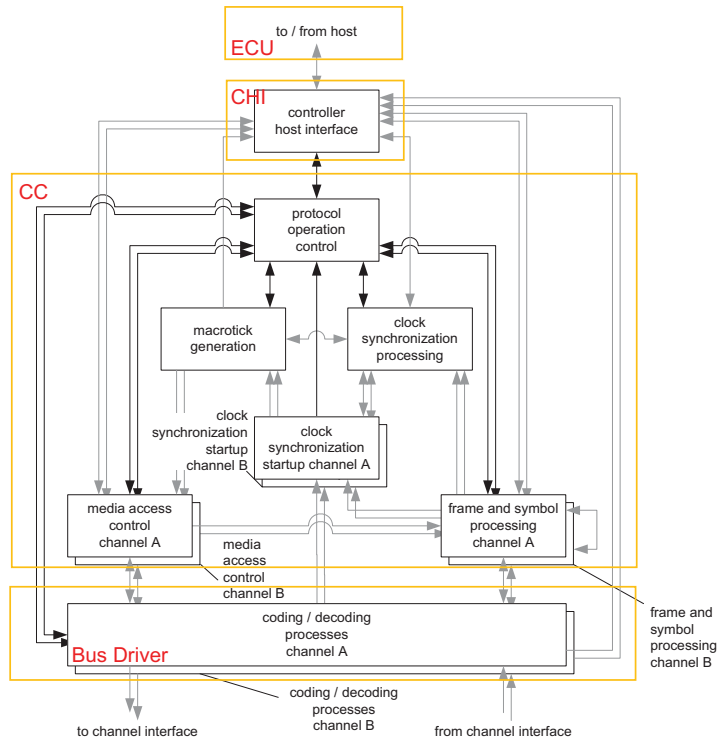 to / from host
ECU
CHI
controller
host interface
CC
protocol
operation
control
macrotick
generation
clock
synchronization
processing
clock
synchronization
startup
channel B
clock
synchronization
startup channel A
media access
control
channel A
frame and symbol
processing
channel A
media
access
control
channel B
frame and
symbol
processing
channel B
coding / decoding
processes
channel A
Bus Driver
coding / decoding
processes
channel B
to channel interface
from channel interface